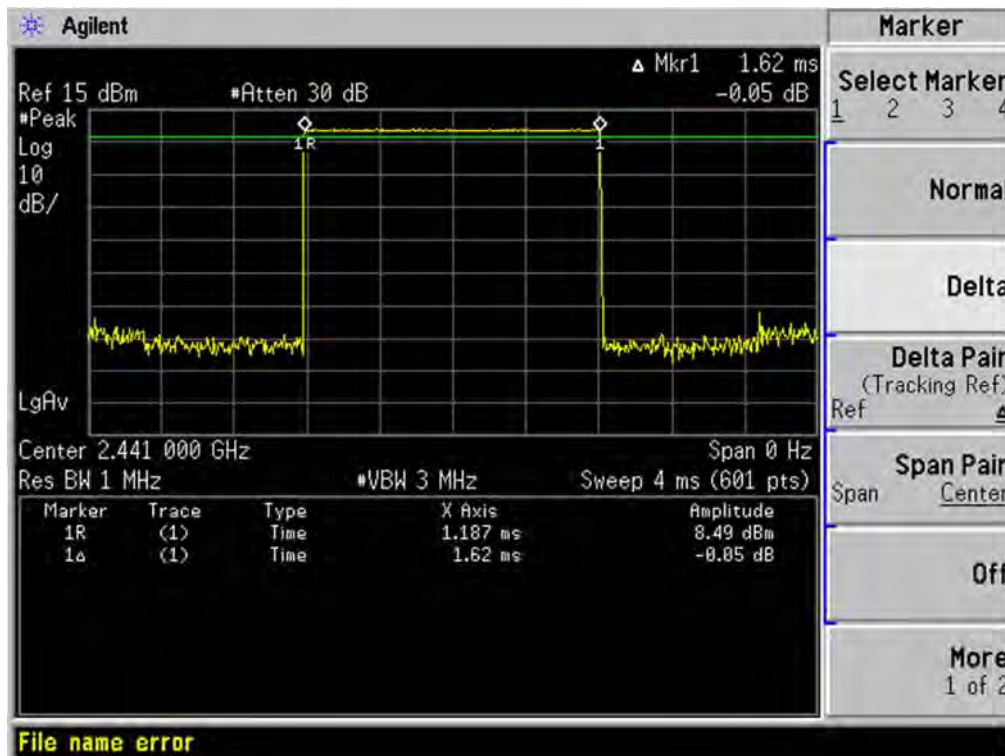 Agilent
Marker
Δ Mkr1 1.62 ms
Ref 15 dBm #Atten 30 dB -0.05 dB
#Peak
Log
10
dB/
1R 1
LgAv
Center 2.441 000 GHz Span 0 Hz
Res BW 1 MHz #VBW 3 MHz Sweep 4 ms (601 pts)
Marker Trace Type X Axis Amplitude
1R (1) Time 1.187 ms 8.49 dBm
1Δ (1) Time 1.62 ms -0.05 dB
Select Marker
1 2 3 4
Norma
Delta
Delta Pair
(Tracking Ref)
Ref Δ
Span Pair
Span Center
Off
More
1 of 2
File name error